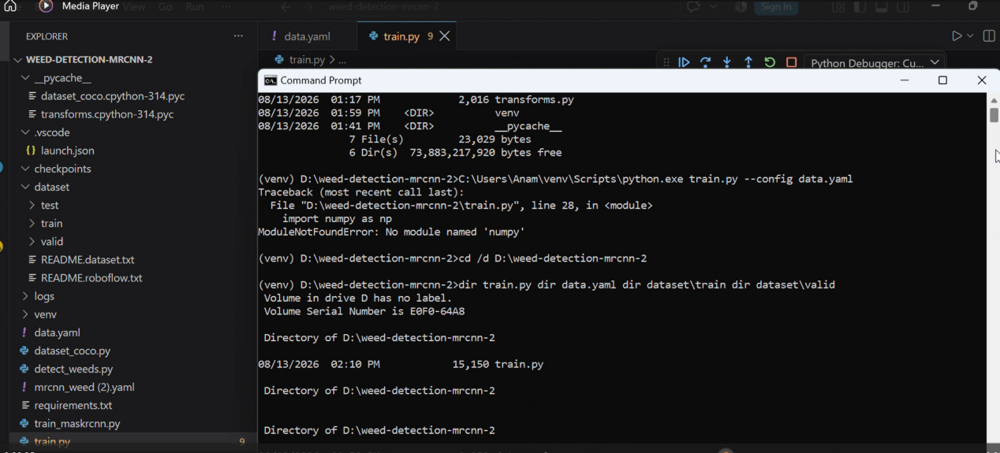 Media Player View Go Run ... weed-detection-mrcnn-2 Sign In
EXPLORER ...
WEED-DETECTION-MRCNN-2
__pycache__
dataset_coco.cpython-314.pyc
transforms.cpython-314.pyc
.vscode
{} launch.json
checkpoints
dataset
test
train
valid
README.dataset.txt
README.roboflow.txt
logs
venv
! data.yaml
dataset_coco.py
detect_weeds.py
! mrcnn_weed (2).yaml
requirements.txt
train_maskrcnn.py
train.py 9
! data.yaml train.py 9
train.py > ...
Python Debugger: Cu...
Command Prompt
08/13/2026 01:17 PM 2,016 transforms.py
08/13/2026 01:59 PM <DIR> venv
08/13/2026 01:41 PM <DIR> __pycache__
7 File(s) 23,029 bytes
6 Dir(s) 73,883,217,920 bytes free
(venv) D:\weed-detection-mrcnn-2>C:\Users\Anam\venv\Scripts\python.exe train.py --config data.yaml
Traceback (most recent call last):
File "D:\weed-detection-mrcnn-2\train.py", line 28, in <module>
import numpy as np
ModuleNotFoundError: No module named 'numpy'
(venv) D:\weed-detection-mrcnn-2>cd /d D:\weed-detection-mrcnn-2
(venv) D:\weed-detection-mrcnn-2>dir train.py dir data.yaml dir dataset\train dir dataset\valid
Volume in drive D has no label.
Volume Serial Number is E0F0-64A8
Directory of D:\weed-detection-mrcnn-2
08/13/2026 02:10 PM 15,150 train.py
Directory of D:\weed-detection-mrcnn-2
Directory of D:\weed-detection-mrcnn-2